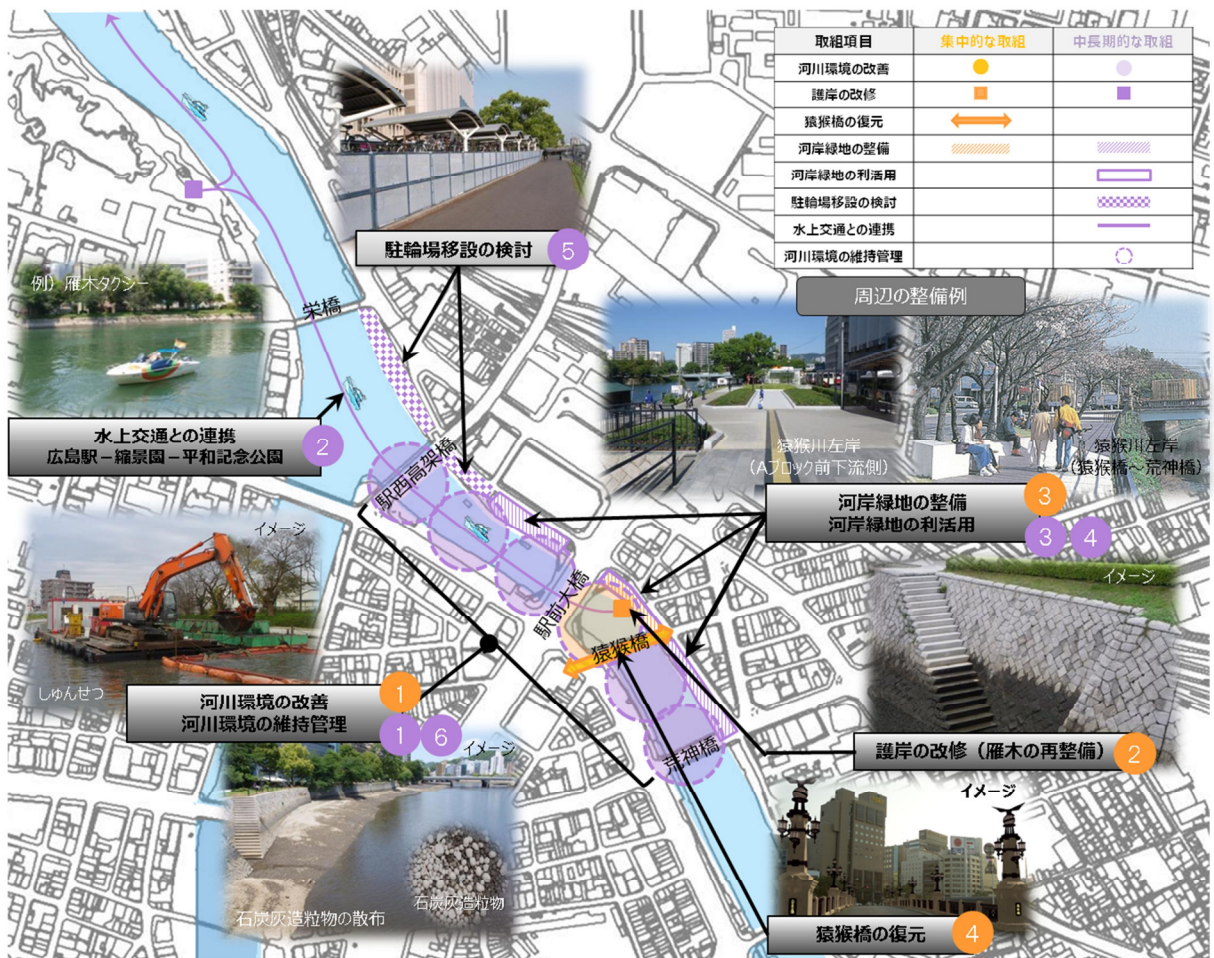 取組項目 集中的な取組 中長期的な取組
河川環境の改善
護岸の改修
猿猴橋の復元
河岸緑地の整備
河岸緑地の利活用
駐輪場移設の検討
水上交通との連携
河川環境の維持管理
駐輪場移設の検討 5
例）雁木タクシー
栄橋
水上交通との連携
広島駅－縮景園－平和記念公園
2
周辺の整備例
猿猴川左岸
（Aブロック前下流側）
猿猴川左岸
（猿猴橋～荒神橋）
河岸緑地の整備 3
河岸緑地の利活用
3 4
駅西高架橋
駅前大橋
猿猴橋
荒神橋
イメージ
しゅんせつ
河川環境の改善 1
河川環境の維持管理
1 6
イメージ
石炭灰造粒物の散布
石炭灰造粒物
イメージ
護岸の改修（雁木の再整備） 2
イメージ
猿猴橋の復元 4